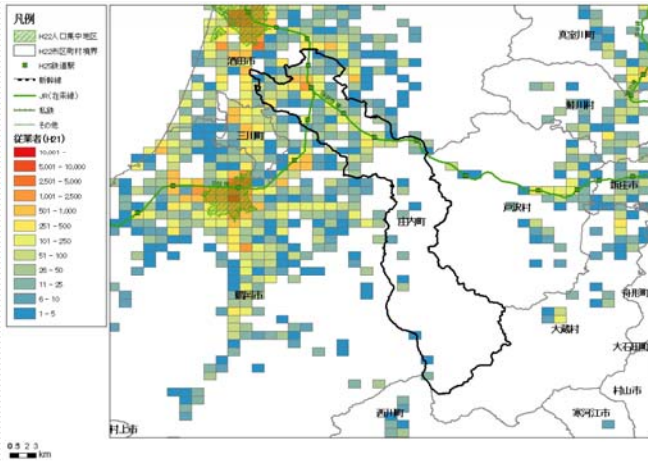 凡例
H22人口集中地区
H22市区町村境界
H25鉄道駅
新幹線
JR(在来線)
私鉄
その他
従業者(H21)
10,001 -
5,001 - 10,000
2,501 - 5,000
1,001 - 2,500
501 - 1,000
251 - 500
101 - 250
51 - 100
26 - 50
11 - 25
6 - 10
1 - 5
真室川町
酒田市
鮭川村
三川町
新庄市
戸沢村
庄内町
鶴岡市
舟形町
大蔵村
大石田町
村山市
西川町
寒河江市
村上市
0.5 2 3
km